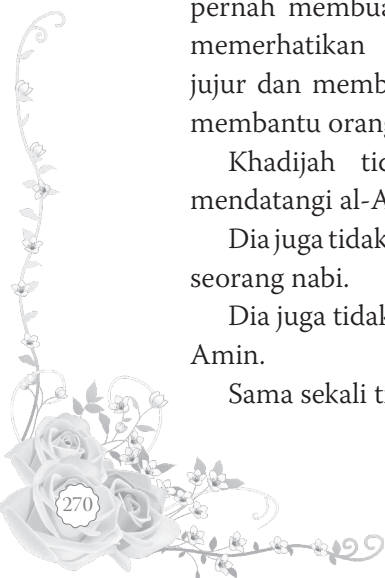 pernah membua
memerhatikan
jujur dan memb
membantu orang
Khadijah tid
mendatangi al-A
Dia juga tidak
seorang nabi.
Dia juga tidak
Amin.
Sama sekali ti
270